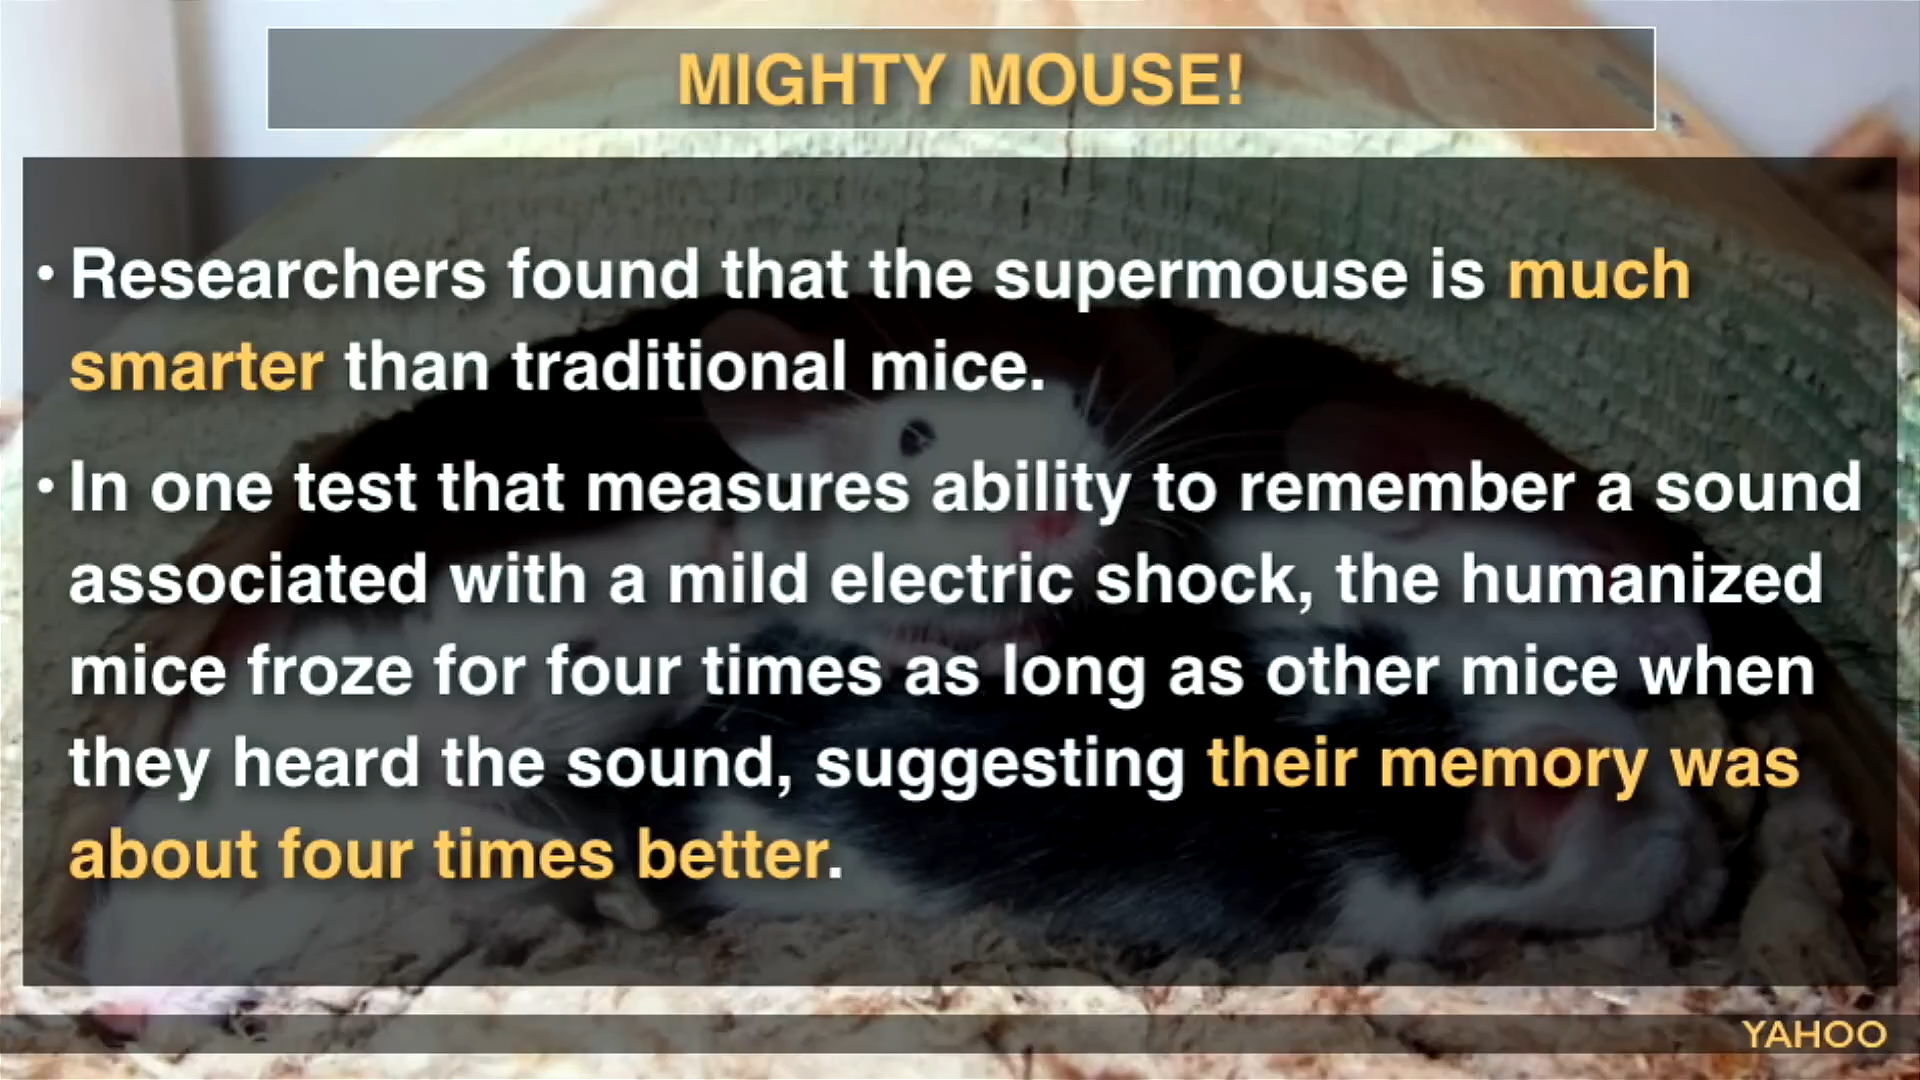 MIGHTY MOUSE!
• Researchers found that the supermouse is much
smarter than traditional mice.
• In one test that measures ability to remember a sound
associated with a mild electric shock, the humanized
mice froze for four times as long as other mice when
they heard the sound, suggesting their memory was
about four times better.
YAHOO